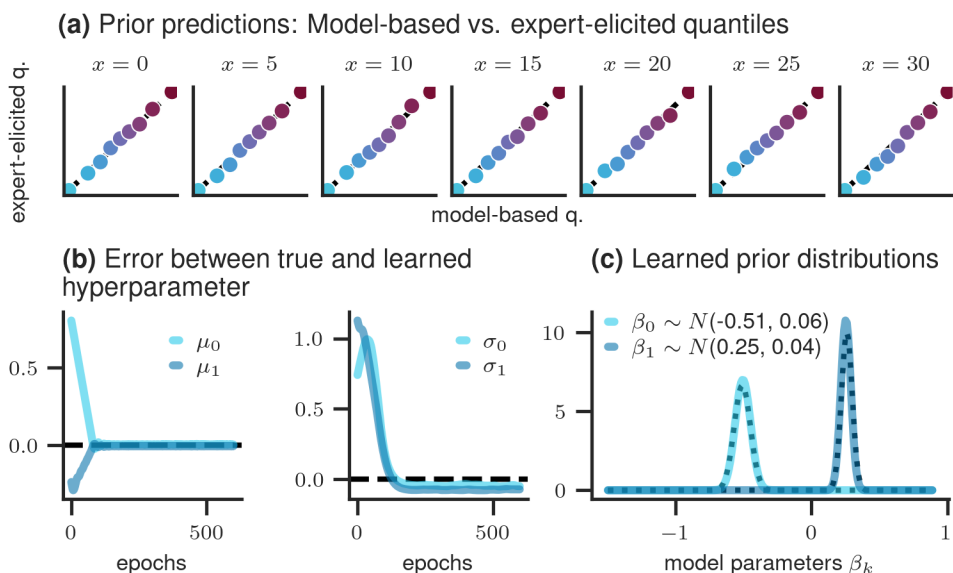 (a) Prior predictions: Model-based vs. expert-elicited quantiles
expert-elicited q.
x = 0
x = 5
x = 10
x = 15
x = 20
x = 25
x = 30
model-based q.
(b) Error between true and learned
hyperparameter
0.5
0.0
μ₀
μ₁
0
500
epochs
1.0
0.5
0.0
σ₀
σ₁
0
500
epochs
(c) Learned prior distributions
10
5
0
β₀ ∼ N(-0.51, 0.06)
β₁ ∼ N(0.25, 0.04)
−1
0
1
model parameters βₖ